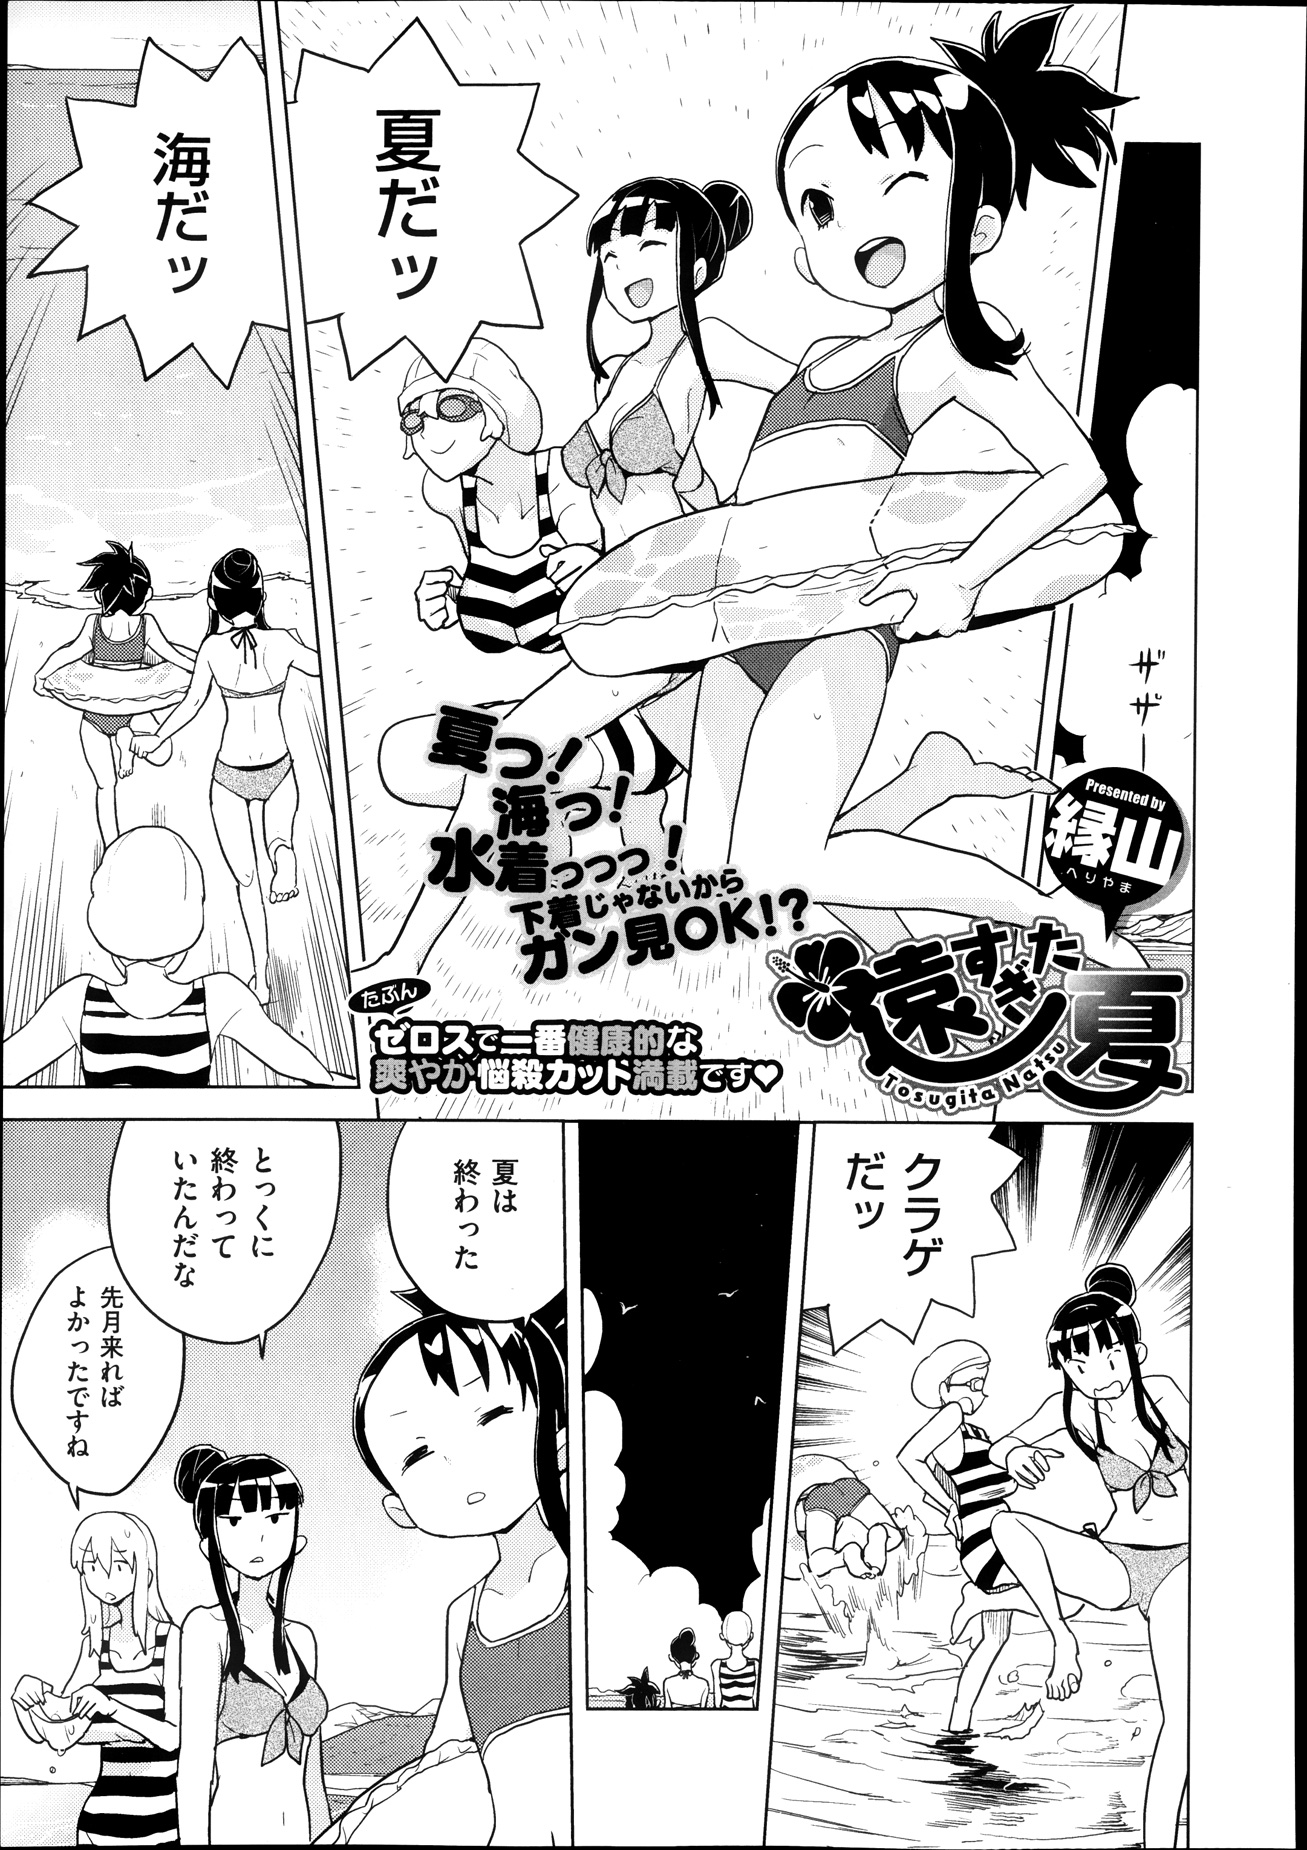 夏だッ
海だッ
ザザ
Presented by
縁山
へりやま
夏っ!
海っ!
水着っっっ!
下着じゃないから
ガン見OK!?
たぶん
ゼロスで一番健康的な
爽やか悩殺カット満載です♥
遠すぎた
夏
Tosugita Natsu
クラゲ
だッ
夏は
終わった
とっくに
終わって
いたんだな
先月来れば
よかったですね